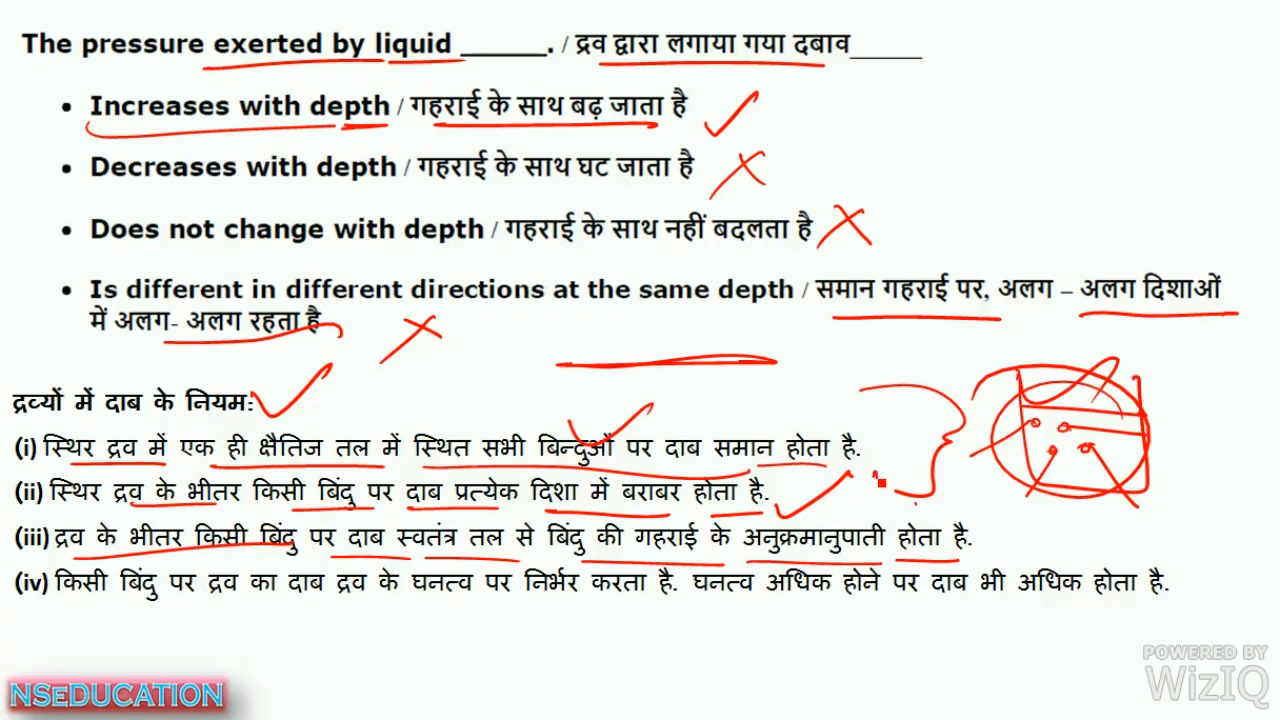 The pressure exerted by liquid ______. / द्रव द्वारा लगाया गया दबाव______
• Increases with depth / गहराई के साथ बढ़ जाता है
• Decreases with depth / गहराई के साथ घट जाता है
• Does not change with depth / गहराई के साथ नहीं बदलता है
• Is different in different directions at the same depth / समान गहराई पर, अलग – अलग दिशाओं
में अलग- अलग रहता है
द्रव्यों में दाब के नियम:
(i) स्थिर द्रव में एक ही क्षैतिज तल में स्थित सभी बिन्दुओं पर दाब समान होता है.
(ii) स्थिर द्रव के भीतर किसी बिंदु पर दाब प्रत्येक दिशा में बराबर होता है.
(iii) द्रव के भीतर किसी बिंदु पर दाब स्वतंत्र तल से बिंदु की गहराई के अनुक्रमानुपाती होता है.
(iv) किसी बिंदु पर द्रव का दाब द्रव के घनत्व पर निर्भर करता है. घनत्व अधिक होने पर दाब भी अधिक होता है.
POWERED BY
WizIQ
NSEDUCATION